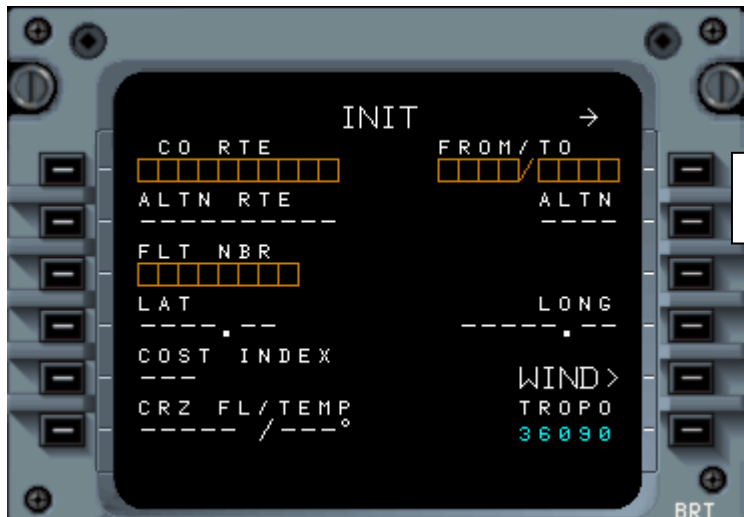 INIT →
CO RTE FROM/TO
□□□□□□□□□□ □□□□/□□□□
ALTN RTE ALTN
---------- ----
FLT NBR
□□□□□□□□
LAT LONG
----.-- -----.--
COST INDEX
--- WIND>
CRZ FL/TEMP TROPO
----- /---° 36090
BRT